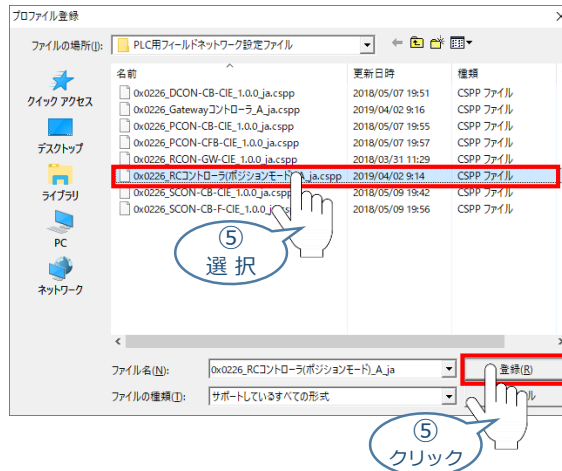 プロファイル登録
ファイルの場所(I): PLC用フィールドネットワーク設定ファイル
名前 更新日時 種類
0x0226_DCON-CB-CIE_1.0.0_ja.cspp 2018/05/07 19:51 CSPP ファイル
0x0226_Gatewayコントローラ_A_ja.cspp 2019/04/02 9:16 CSPP ファイル
0x0226_PCON-CB-CIE_1.0.0_ja.cspp 2018/05/07 19:55 CSPP ファイル
0x0226_PCON-CFB-CIE_1.0.0_ja.cspp 2018/05/07 19:57 CSPP ファイル
0x0226_RCON-GW-CIE_1.0.0_ja.cspp 2018/03/31 11:29 CSPP ファイル
0x0226_RCコントローラ(ポジションモード)_A_ja.cspp 2019/04/02 9:14 CSPP ファイル
0x0226_SCON-CB-CIE_1.0.0_ja.cspp 2018/05/09 19:42 CSPP ファイル
0x0226_SCON-CB-F-CIE_1.0.0_ja.cspp 2018/05/09 19:56 CSPP ファイル
クイック アクセス
デスクトップ
ライブラリ
PC
ネットワーク
⑤
選 択
ファイル名(N): 0x0226_RCコントローラ(ポジションモード)_A_ja 登録(R)
ファイルの種類(T): サポートしているすべての形式
⑤
クリック